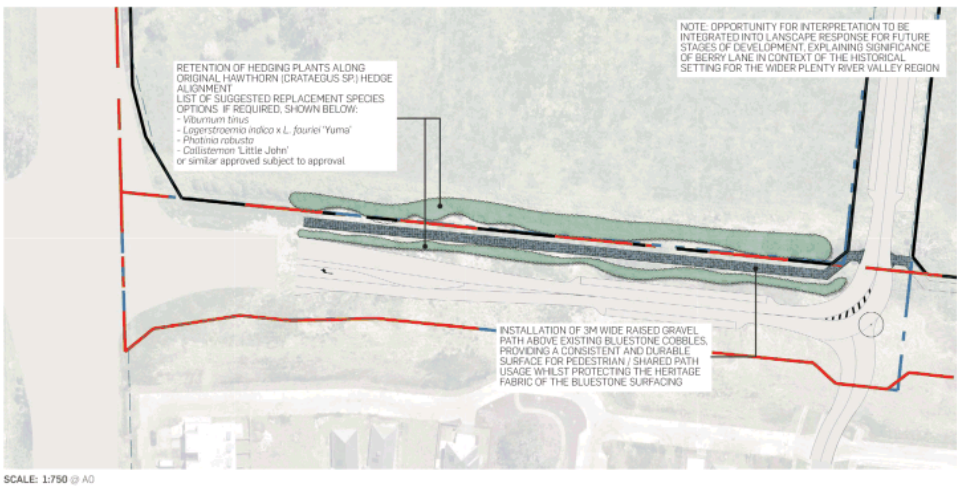 NOTE: OPPORTUNITY FOR INTERPRETATION TO BE
INTEGRATED INTO LANSCAPE RESPONSE FOR FUTURE
STAGES OF DEVELOPMENT, EXPLAINING SIGNIFICANCE
OF BERRY LANE IN CONTEXT OF THE HISTORICAL
SETTING FOR THE WIDER PLENTY RIVER VALLEY REGION
RETENTION OF HEDGING PLANTS ALONG
ORIGINAL HAWTHORN (CRATAEGUS SP.) HEDGE
ALIGNMENT
LIST OF SUGGESTED REPLACEMENT SPECIES
OPTIONS IF REQUIRED, SHOWN BELOW:
- Viburnum tinus
- Lagerstroemia indica x L. fauriei 'Yuma'
- Photinia robusta
- Callistemon 'Little John'
or similar approved subject to approval
INSTALLATION OF 3M WIDE RAISED GRAVEL
PATH ABOVE EXISTING BLUESTONE COBBLES,
PROVIDING A CONSISTENT AND DURABLE
SURFACE FOR PEDESTRIAN / SHARED PATH
USAGE WHILST PROTECTING THE HERITAGE
FABRIC OF THE BLUESTONE SURFACING
SCALE: 1:750 @ A0